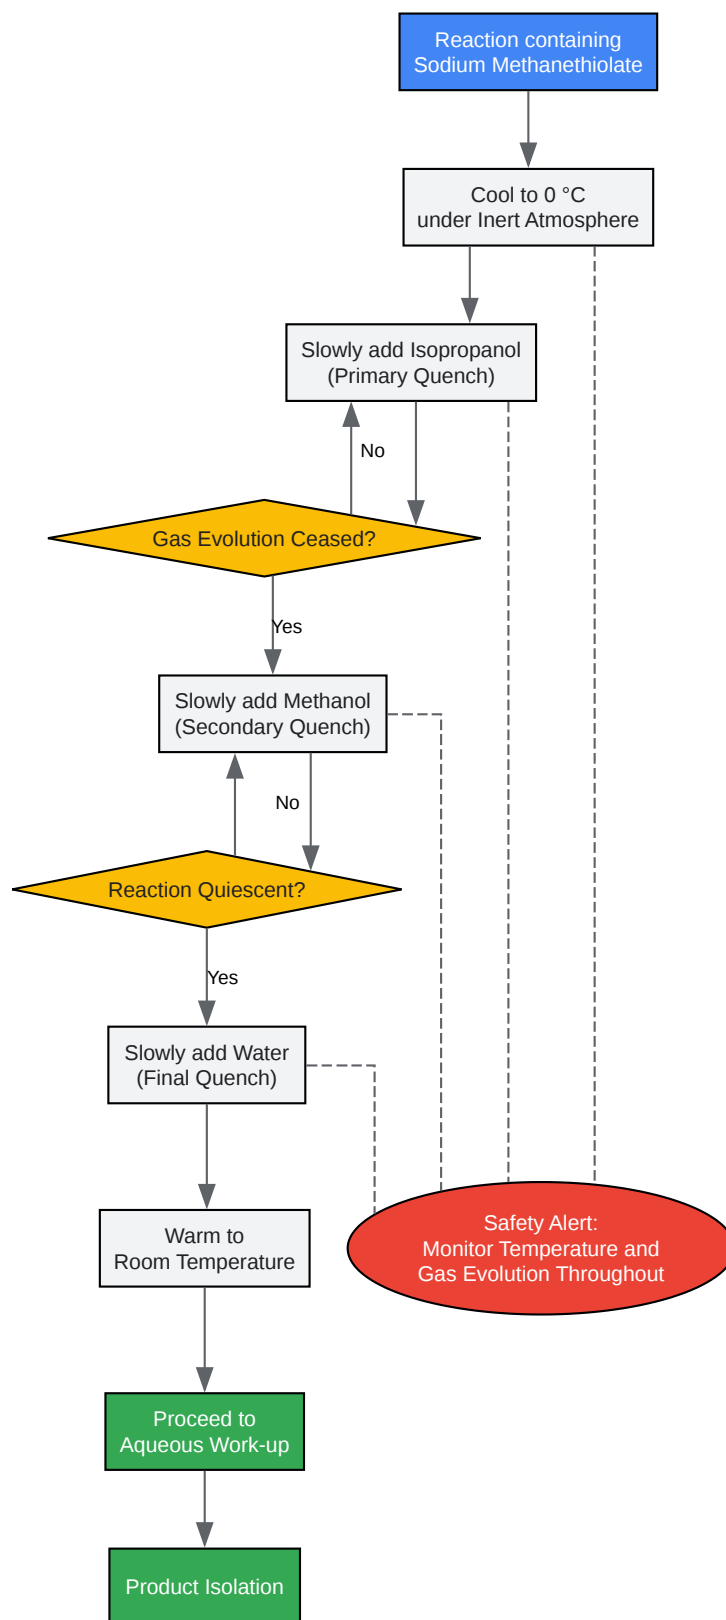 Reaction containing
Sodium Methanethiolate
Cool to 0 °C
under Inert Atmosphere
Slowly add Isopropanol
(Primary Quench)
No
Gas Evolution Ceased?
Yes
Slowly add Methanol
(Secondary Quench)
No
Reaction Quiescent?
Yes
Slowly add Water
(Final Quench)
Warm to
Room Temperature
Safety Alert:
Monitor Temperature and
Gas Evolution Throughout
Proceed to
Aqueous Work-up
Product Isolation